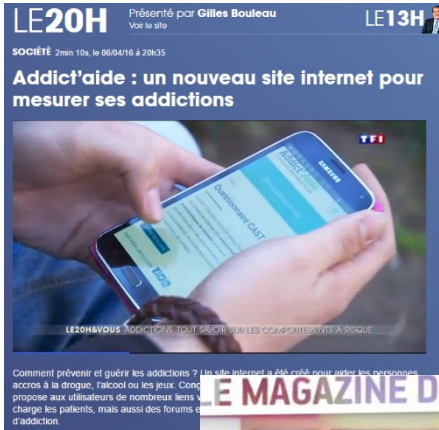 LE20H
Présenté par Gilles Bouleau
Voir le site
LE13H
SOCIÉTÉ 2min 10s, le 06/04/16 à 20h35
Addict'aide : un nouveau site internet pour
mesurer ses addictions
TF1
SAMSUNG
ADDICT AIDE
Questionnaire CAST
LE20H&VOUS ADDICTIONS, TOUT SAVOIR SUR LES COMPORTEMENTS À RISQUE
Comment prévenir et guérir les addictions ? Un site internet a été créé pour aider les personnes
accros à la drogue, l'alcool ou les jeux.
propose aux utilisateurs de nombreux liens
charge les patients, mais aussi des forums
d'addiction.
LE MAGAZINE D